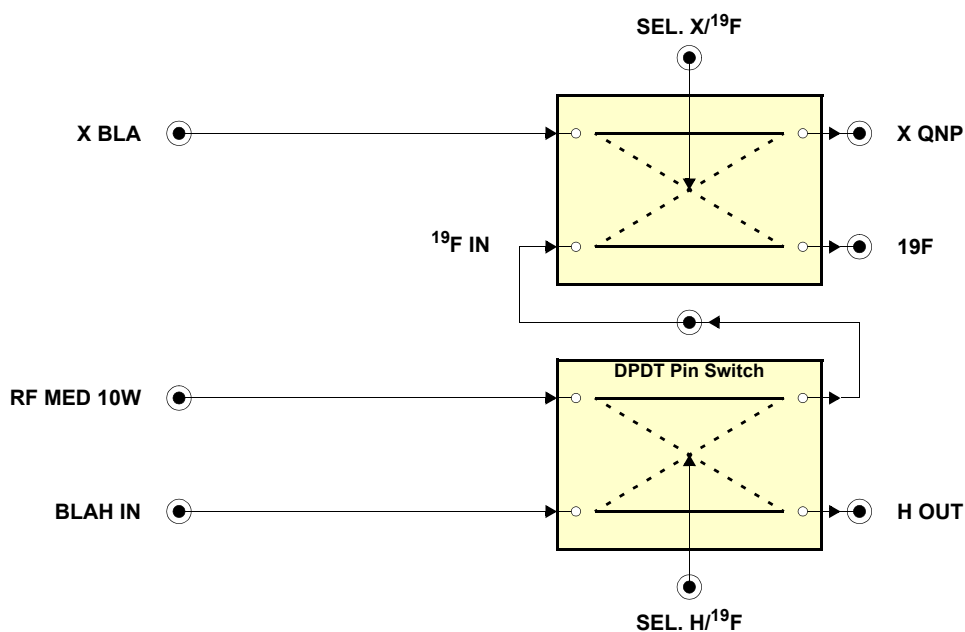 SEL. X/¹⁹F
X BLA
X QNP
¹⁹F IN
19F
DPDT Pin Switch
RF MED 10W
BLAH IN
H OUT
SEL. H/¹⁹F